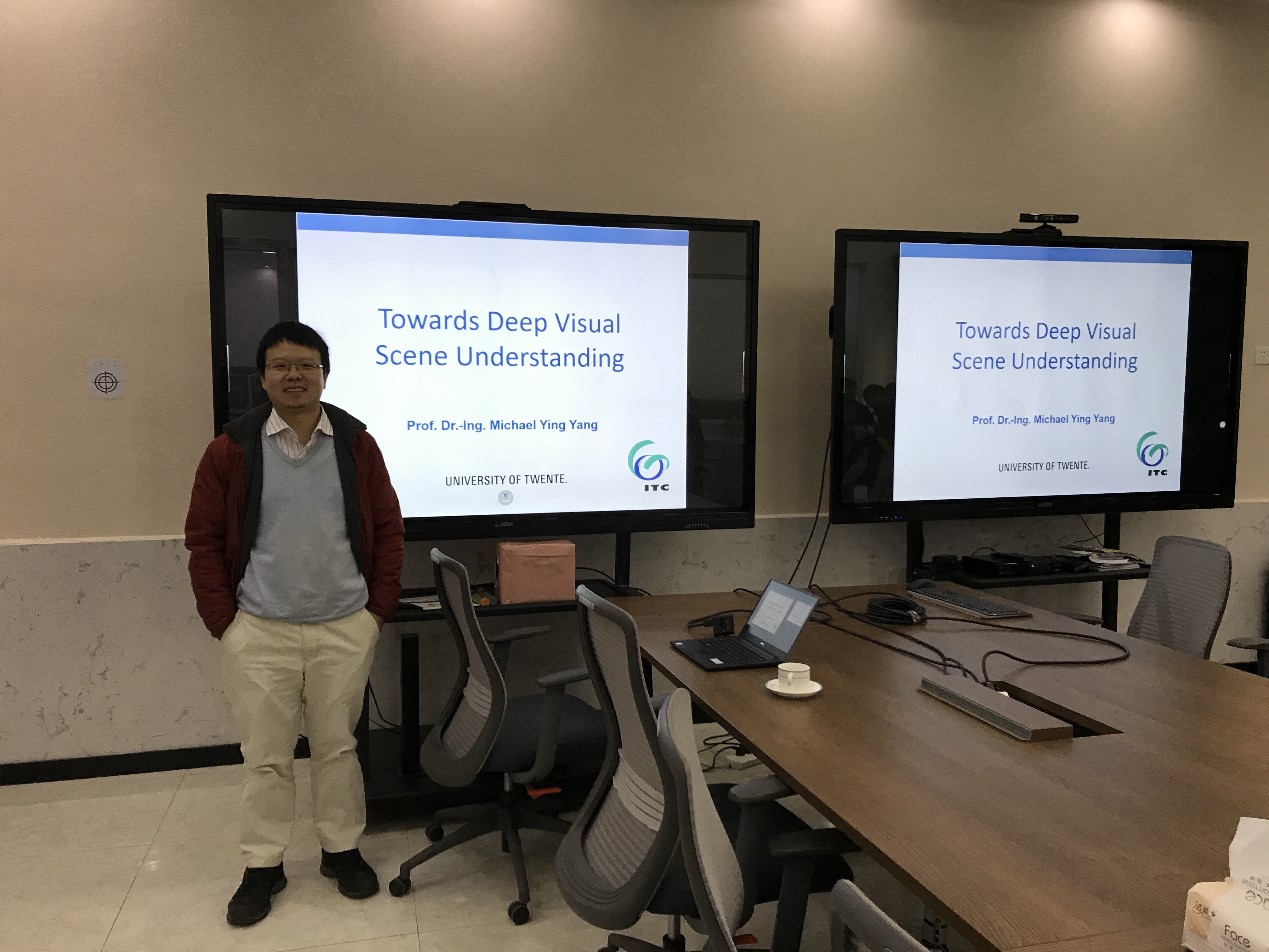 Towards Deep Visual
Scene Understanding
Prof. Dr.-Ing. Michael Ying Yang
UNIVERSITY OF TWENTE.
ITC
Towards Deep Visual
Scene Understanding
Prof. Dr.-Ing. Michael Ying Yang
UNIVERSITY OF TWENTE.
ITC
Face